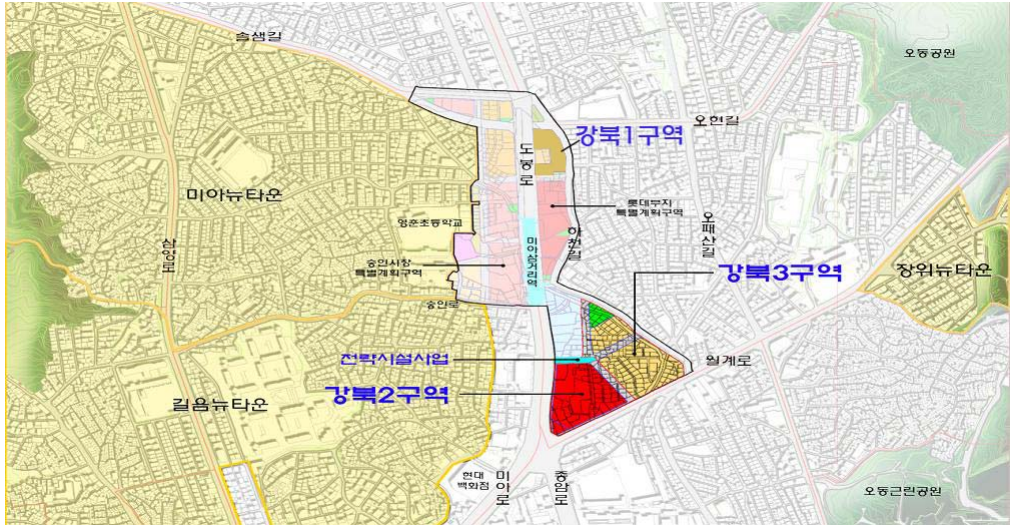 솔샘길
오동공원
오현길
강북1구역
도봉로
미아뉴타운
롯데부지
특별계획구역
영훈초등학교
오패산길
삼양로
숭인시장
특별계획구역
미아삼거리역
강북3구역
장위뉴타운
숭인로
전략시설사업
월계로
강북2구역
길음뉴타운
현대
백화점
미아로
종암로
오동근린공원